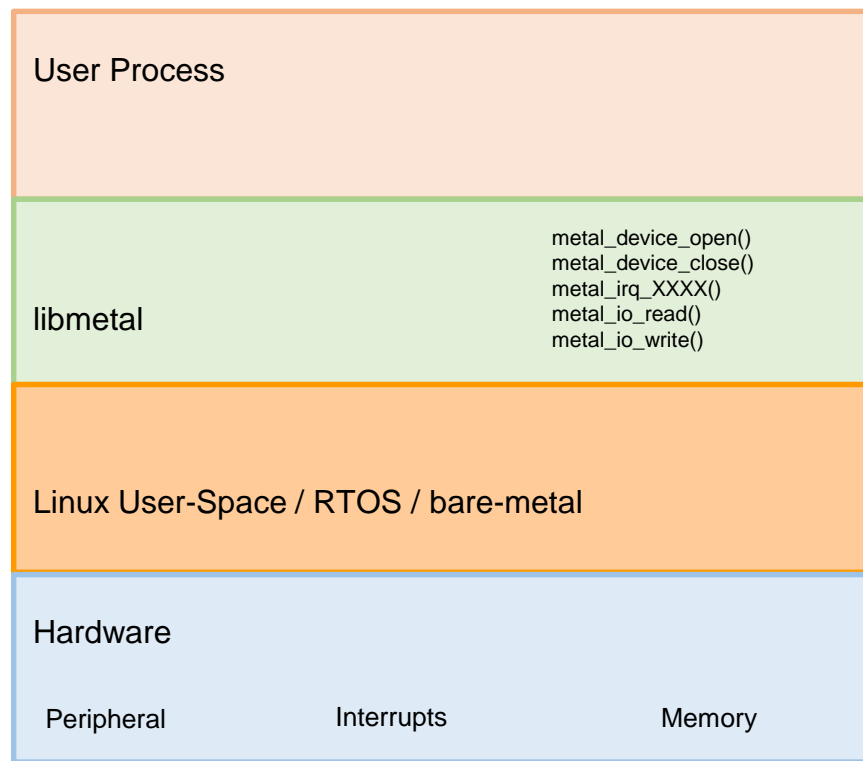 User Process
metal_device_open()
metal_device_close()
metal_irq_XXXX()
libmetal
metal_io_read()
metal_io_write()
Linux User-Space / RTOS / bare-metal
Hardware
Peripheral
Interrupts
Memory